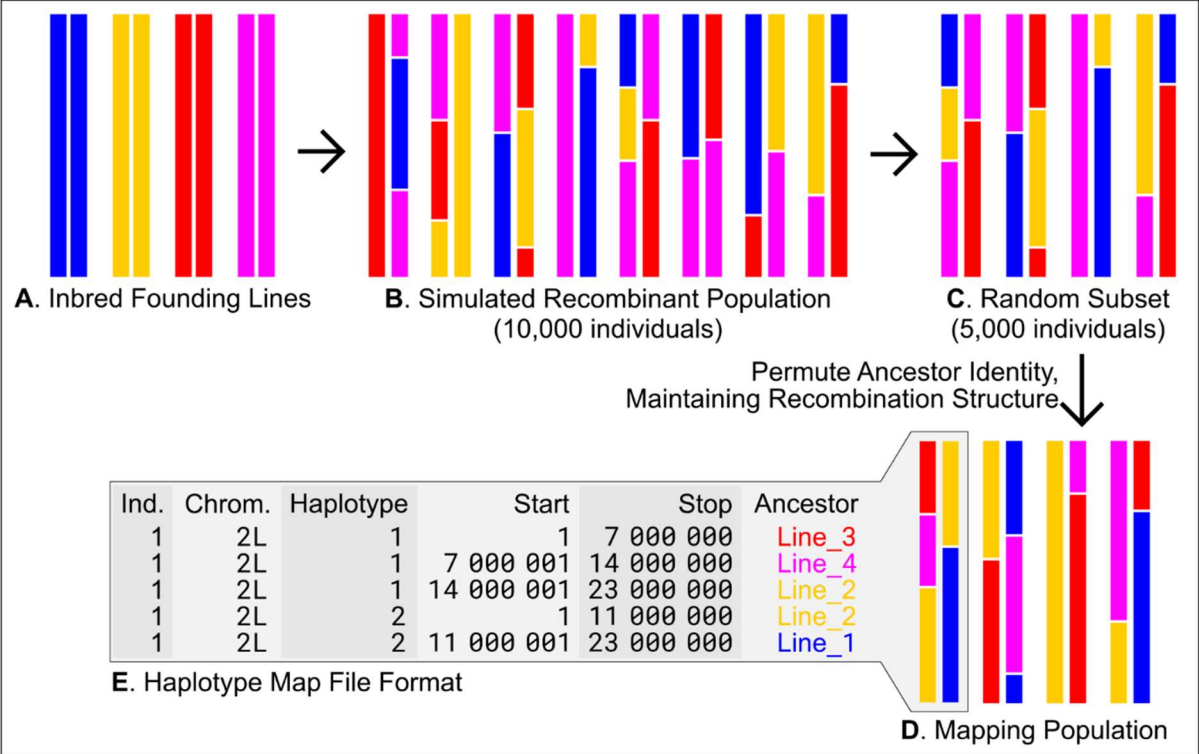 A. Inbred Founding Lines
B. Simulated Recombinant Population
(10,000 individuals)
C. Random Subset
(5,000 individuals)
Permute Ancestor Identity,
Maintaining Recombination Structure
Ind. Chrom. Haplotype Start Stop Ancestor
1 2L 1 1 7 000 000 Line_3
1 2L 1 7 000 001 14 000 000 Line_4
1 2L 1 14 000 001 23 000 000 Line_2
1 2L 2 1 11 000 000 Line_2
1 2L 2 11 000 001 23 000 000 Line_1
E. Haplotype Map File Format
D. Mapping Population